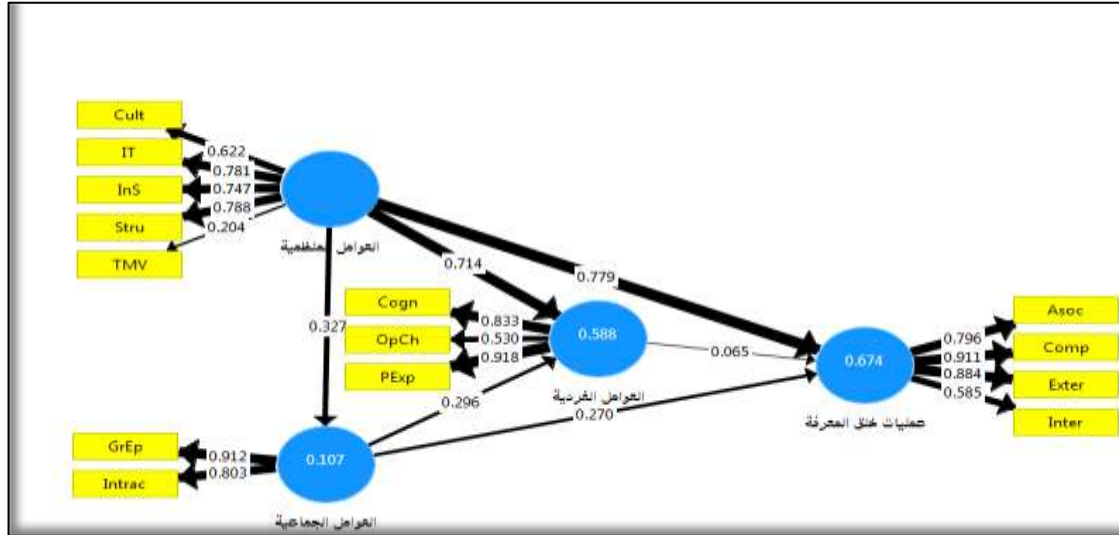 Cult
IT
InS
Stru
TMV
0.622
0.781
0.747
0.788
0.204
العوامل المنظمية
0.714
0.779
0.327
Cogn
OpCh
PExp
0.833
0.530
0.918
0.588
العوامل الفردية
0.065
0.296
0.270
0.674
عمليات خلق المعرفة
0.796
0.911
0.884
0.585
Asoc
Comp
Exter
Inter
GrEp
Intrac
0.912
0.803
0.107
العوامل الجماعية